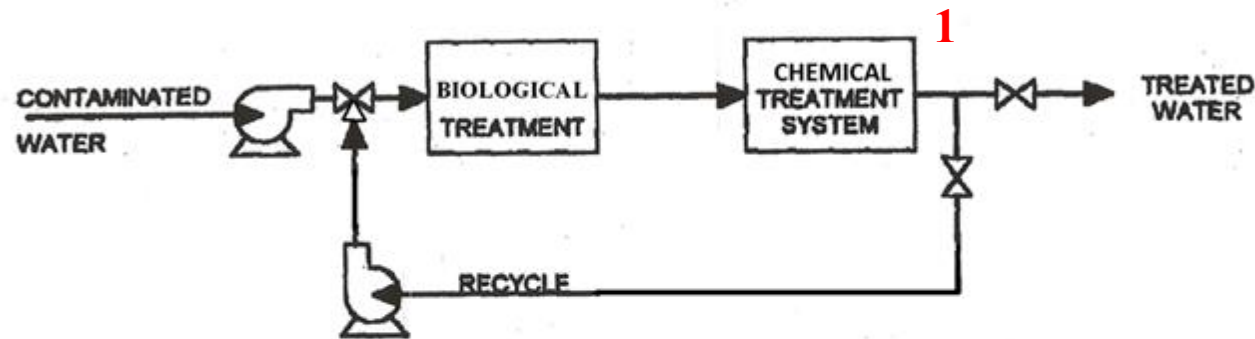 1
CONTAMINATED
WATER
BIOLOGICAL
TREATMENT
CHEMICAL
TREATMENT
SYSTEM
TREATED
WATER
RECYCLE